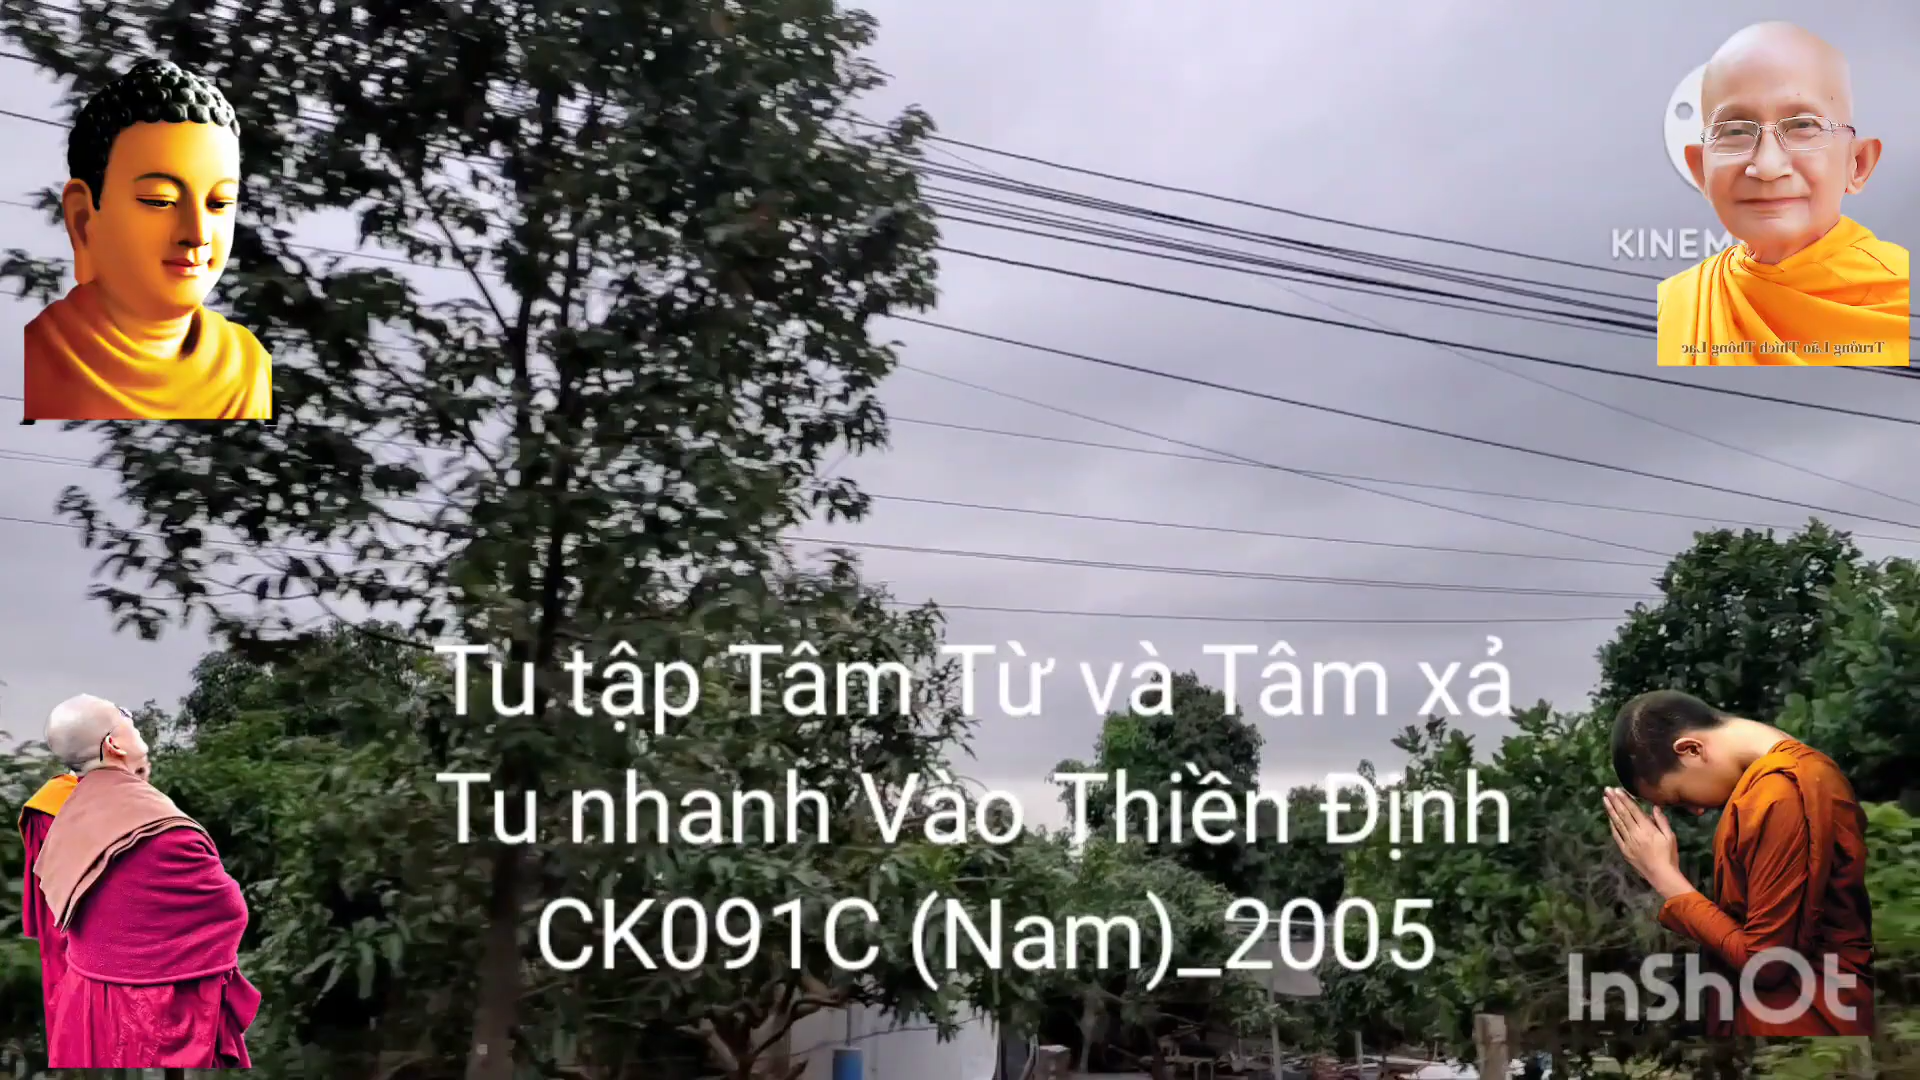 KINEM
Trưởng Lão Thích Thông Lạc
Tu tập Tâm Từ và Tâm xả
Tu nhanh Vào Thiền Định
CK091C (Nam)_2005
InShOt